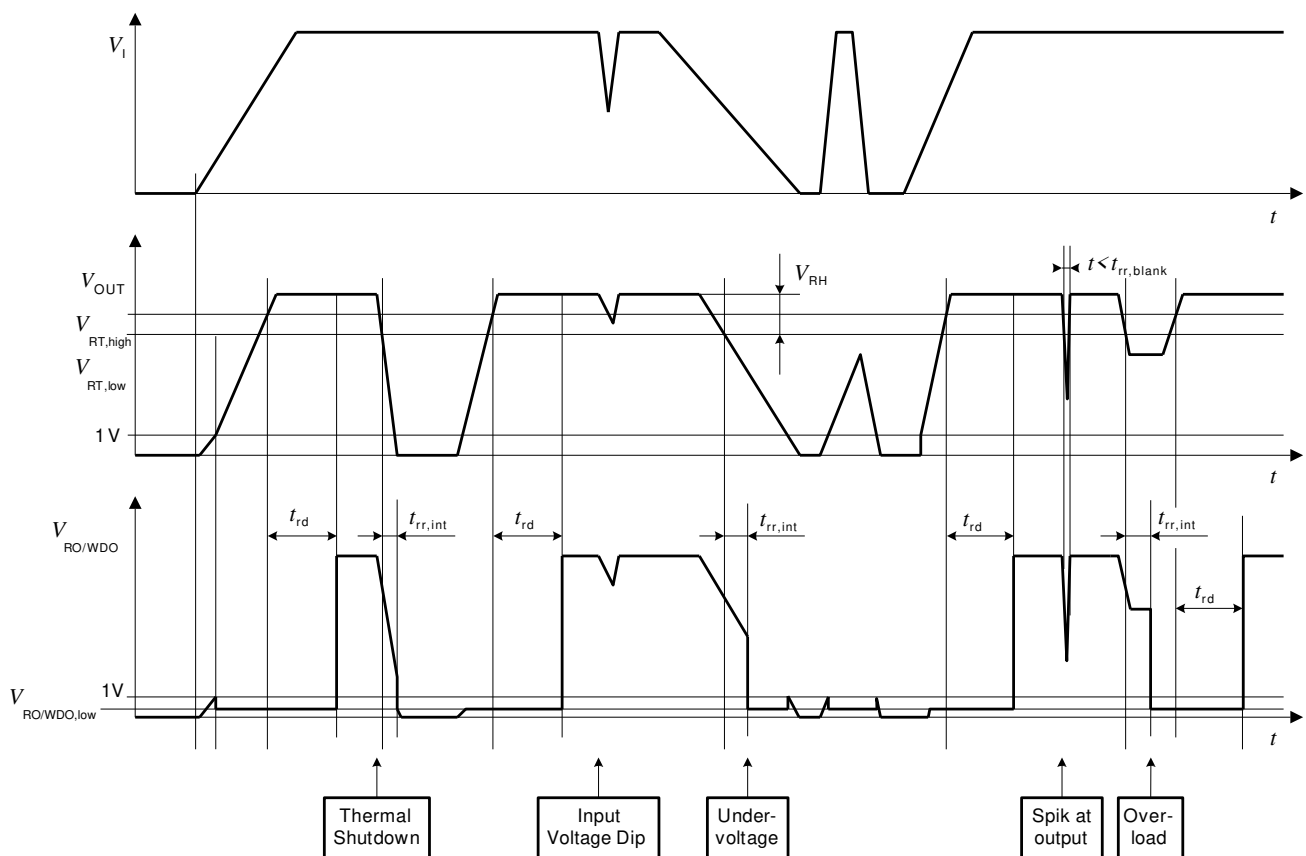 V_I
t
V_OUT
V_RH
t < t_rr,blank
V_RT,high
V_RT,low
1 V
t
V_RO/WDO
t_rd
t_rr,int
t_rd
t_rr,int
t_rd
t_rr,int
t_rd
1V
V_RO/WDO,low
t
Thermal
Shutdown
Input
Voltage Dip
Under-
voltage
Spik at
output
Over-
load